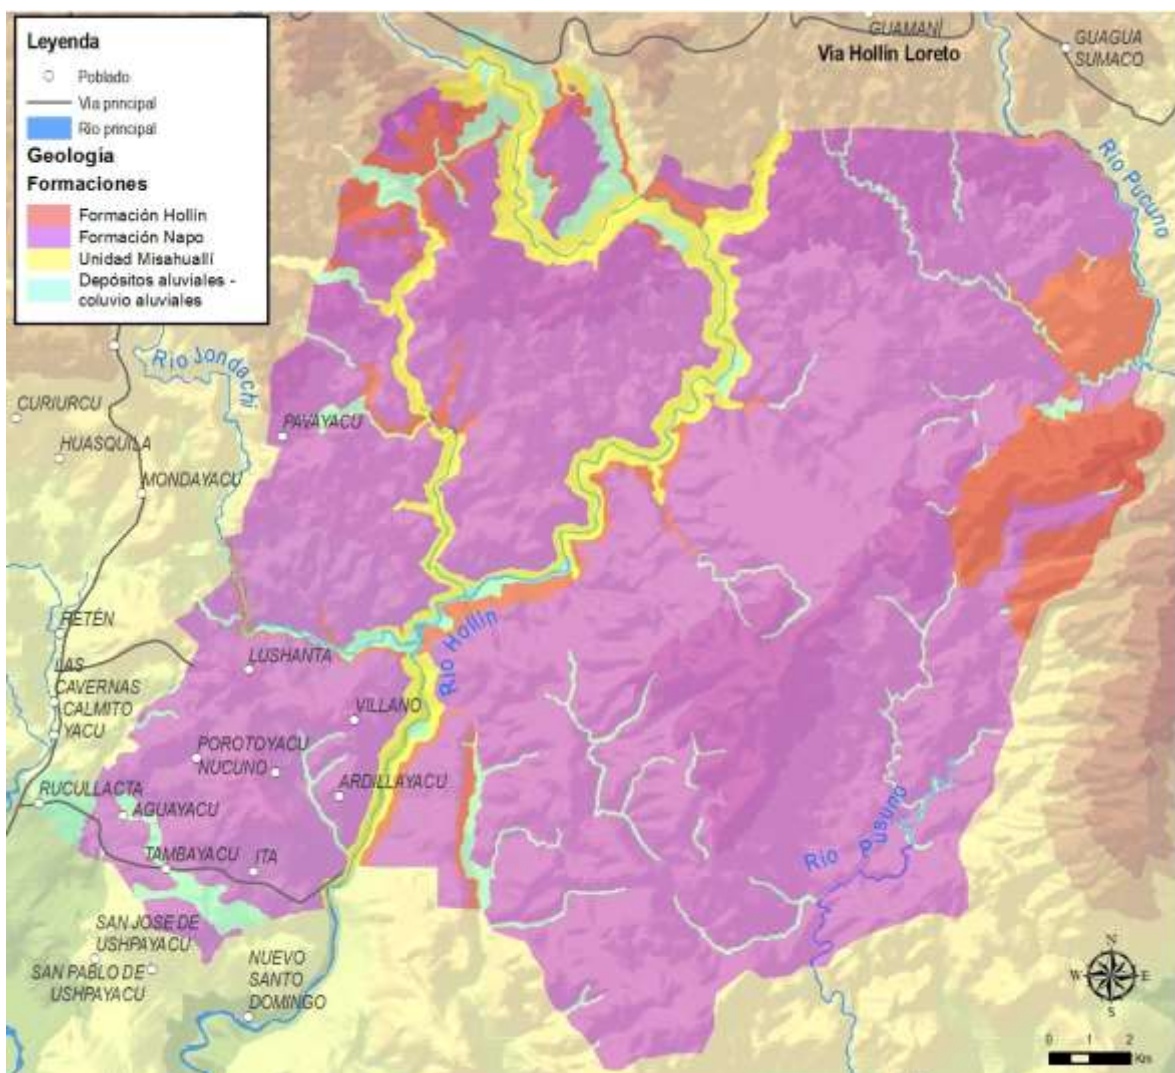 Leyenda
Poblado
Vía principal
Río principal
Geología
Formaciones
Formación Hollín
Formación Napo
Unidad Misahuallí
Depósitos aluviales -
coluvio aluviales
GUAMANÍ
Via Hollín Loreto
GUAGUA
SUMACO
Río Pucuno
Río Jondachi
CURIURCU
PAVAYACU
HUASQUILA
MONDAYACU
RETÉN
LAS
CAVERNAS
CALMITO
YACU
LUSHANTA
Río Hollín
VILLANO
POROTOYACU
NUCUNO
ARDILLAYACU
RUCULLACTA
AGUAYACU
TAMBAYACU
ITA
Río Pusuno
SAN JOSE DE
USHPAYACU
SAN PABLO DE
USHPAYACU
NUEVO
SANTO
DOMINGO
N
W
E
S
0 1 2
Km